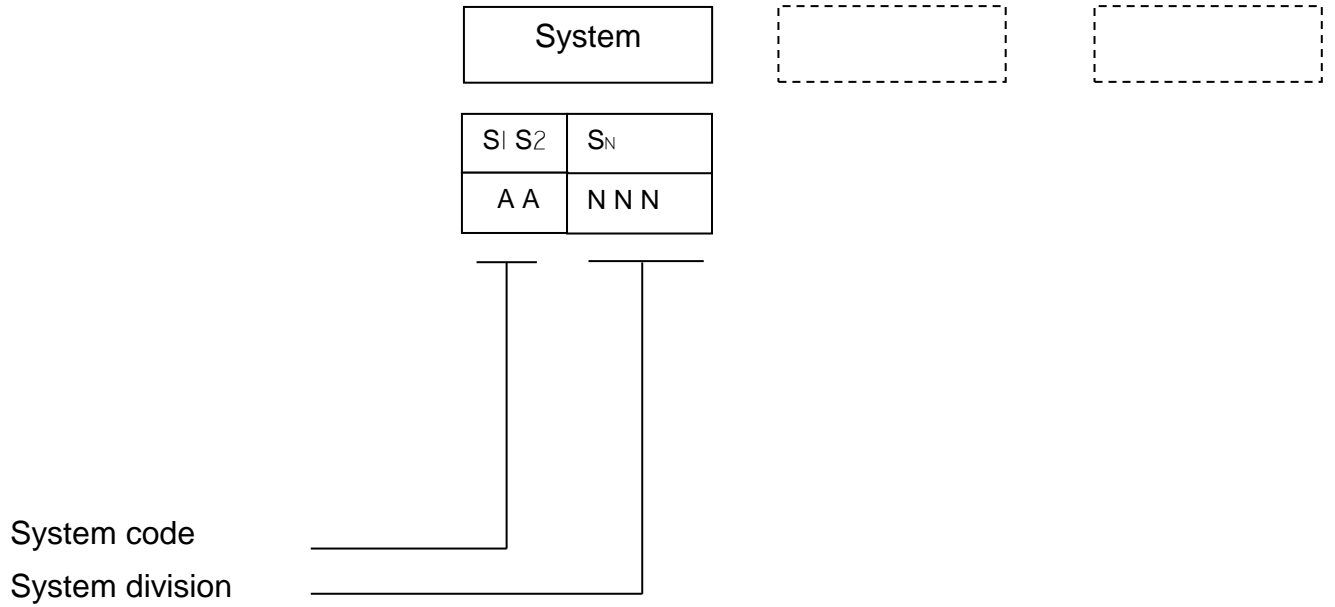 System
S1 S2 SN
A A N N N
System code
System division